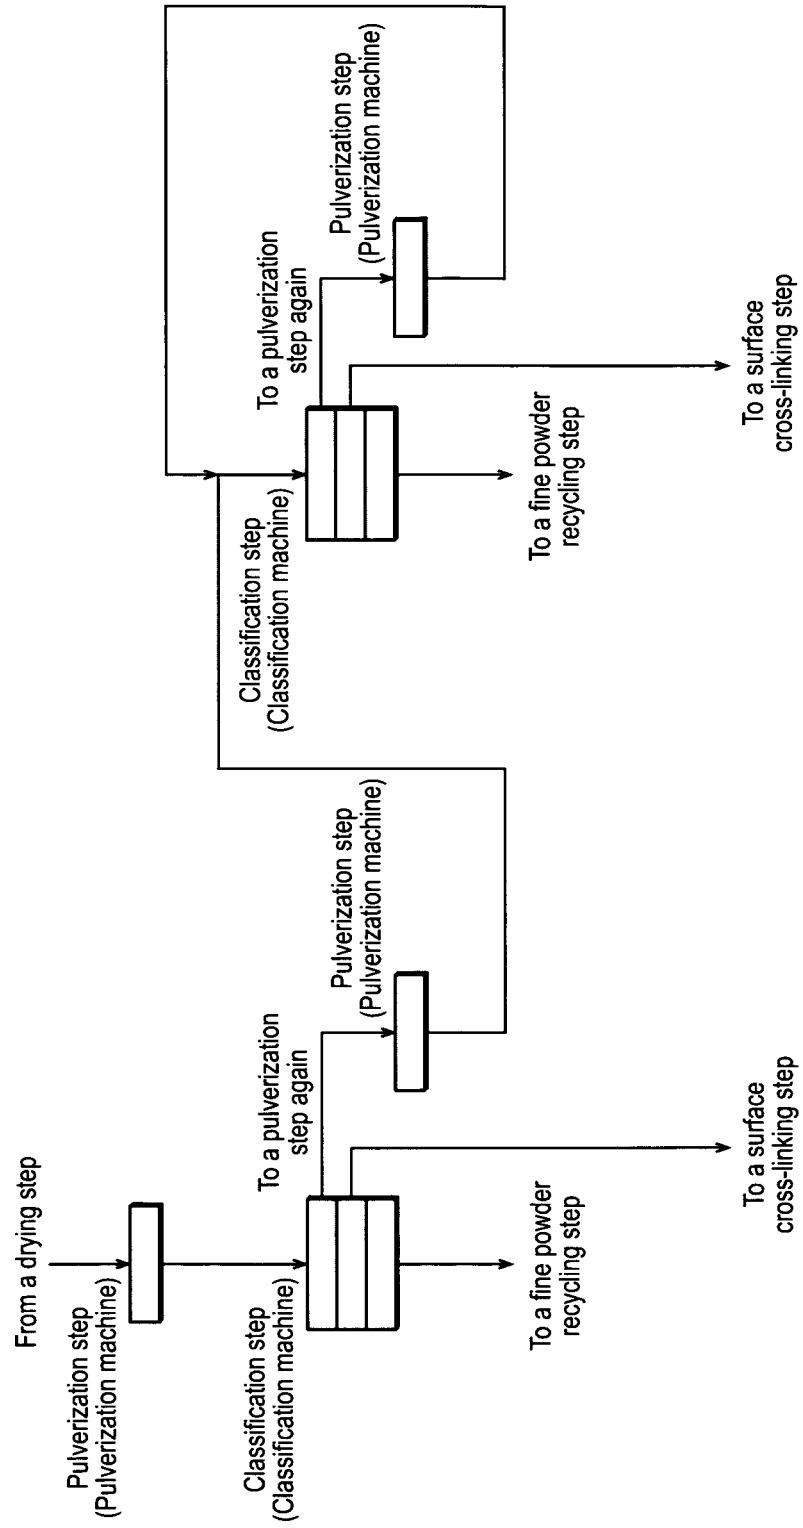 From a drying step
Pulverization step
(Pulverization machine)
Classification step
(Classification machine)
To a pulverization
step again
Pulverization step
(Pulverization machine)
To a fine powder
recycling step
To a surface
cross-linking step
Classification step
(Classification machine)
To a pulverization
step again
Pulverization step
(Pulverization machine)
To a fine powder
recycling step
To a surface
cross-linking step